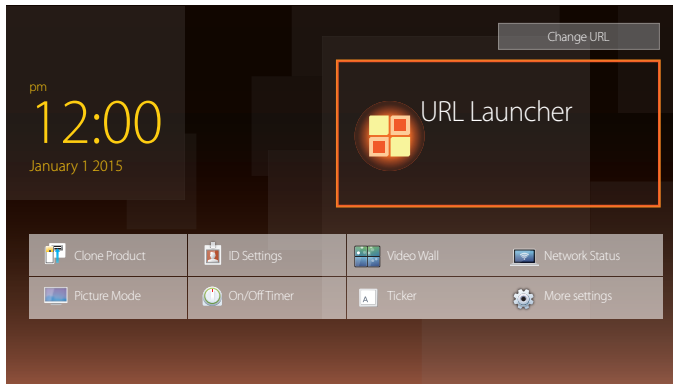 Change URL
pm
12:00
January 1 2015
URL Launcher
Clone Product
ID Settings
Video Wall
Network Status
Picture Mode
On/Off Timer
A
Ticker
More settings